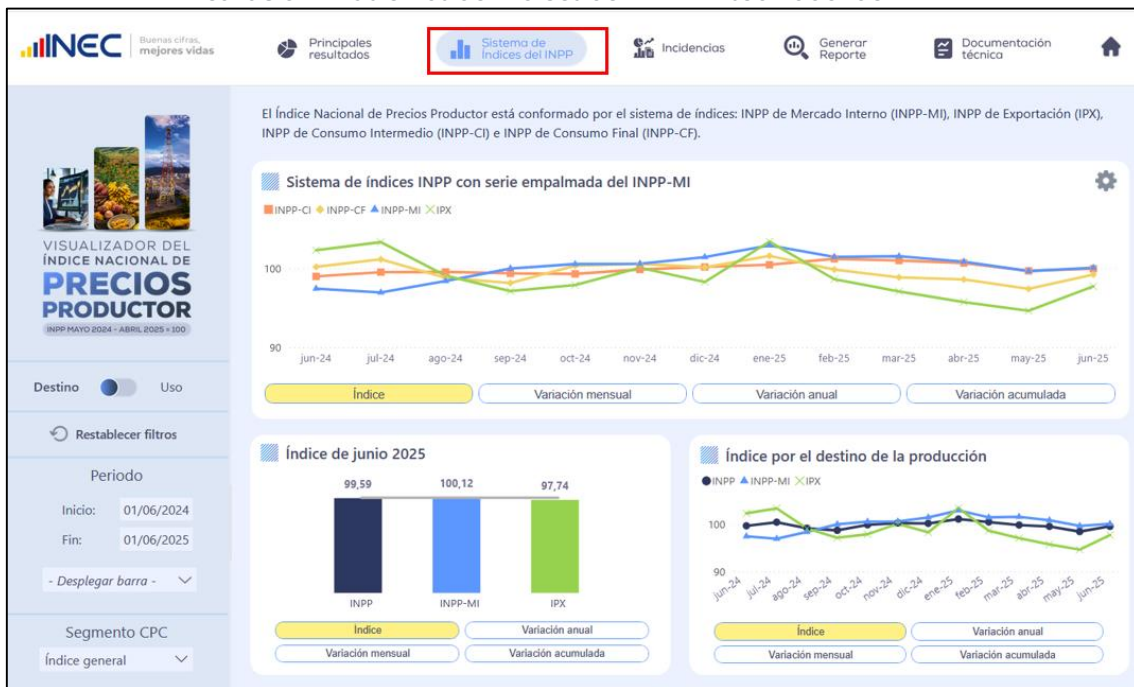 INEC
Buenas cifras,
mejores vidas
Principales
resultados
Sistema de
Índices del INPP
Incidencias
Generar
Reporte
Documentación
técnica
VISUALIZADOR DEL
ÍNDICE NACIONAL DE
PRECIOS
PRODUCTOR
INPP MAYO 2024 - ABRIL 2025 = 100
Destino Uso
Restablecer filtros
Periodo
Inicio: 01/06/2024
Fin: 01/06/2025
- Desplegar barra -
Segmento CPC
Índice general
El Índice Nacional de Precios Productor está conformado por el sistema de índices: INPP de Mercado Interno (INPP-MI), INPP de Exportación (IPX),
INPP de Consumo Intermedio (INPP-CI) e INPP de Consumo Final (INPP-CF).
Sistema de índices INPP con serie empalmada del INPP-MI
INPP-CI INPP-CF INPP-MI IPX
100
90
jun-24 jul-24 ago-24 sep-24 oct-24 nov-24 dic-24 ene-25 feb-25 mar-25 abr-25 may-25 jun-25
Índice Variación mensual Variación anual Variación acumulada
Índice de junio 2025
99,59 100,12 97,74
INPP INPP-MI IPX
Índice Variación anual
Variación mensual Variación acumulada
Índice por el destino de la producción
INPP INPP-MI IPX
100
90
jun-24 jul-24 ago-24 sep-24 oct-24 nov-24 dic-24 ene-25 feb-25 mar-25 abr-25 may-25 jun-25
Índice Variación anual
Variación mensual Variación acumulada